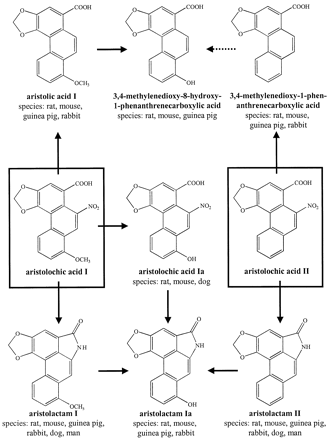 COOH
COOH
COOH
O
O
O
O
O
O
OCH₃
OH
aristolic acid I
species: rat, mouse,
guinea pig, rabbit
3,4-methylenedioxy-8-hydroxy-
1-phenanthrenecarboxylic acid
species: rat, mouse, guinea pig
3,4-methylenedioxy-1-phen-
anthrenecarboxylic acid
species: rat, mouse,
guinea pig, rabbit
COOH
COOH
COOH
O
O
O
O
O
O
NO₂
NO₂
NO₂
OCH₃
OH
aristolochic acid I
aristolochic acid Ia
species: rat, mouse, dog
aristolochic acid II
O
O
O
O
O
O
O
O
O
NH
NH
NH
OCH₃
OH
aristolactam I
species: rat, mouse, guinea pig,
rabbit, dog, man
aristolactam Ia
species: rat, mouse,
guinea pig, rabbit
aristolactam II
species: rat, mouse, guinea pig,
rabbit, dog, man